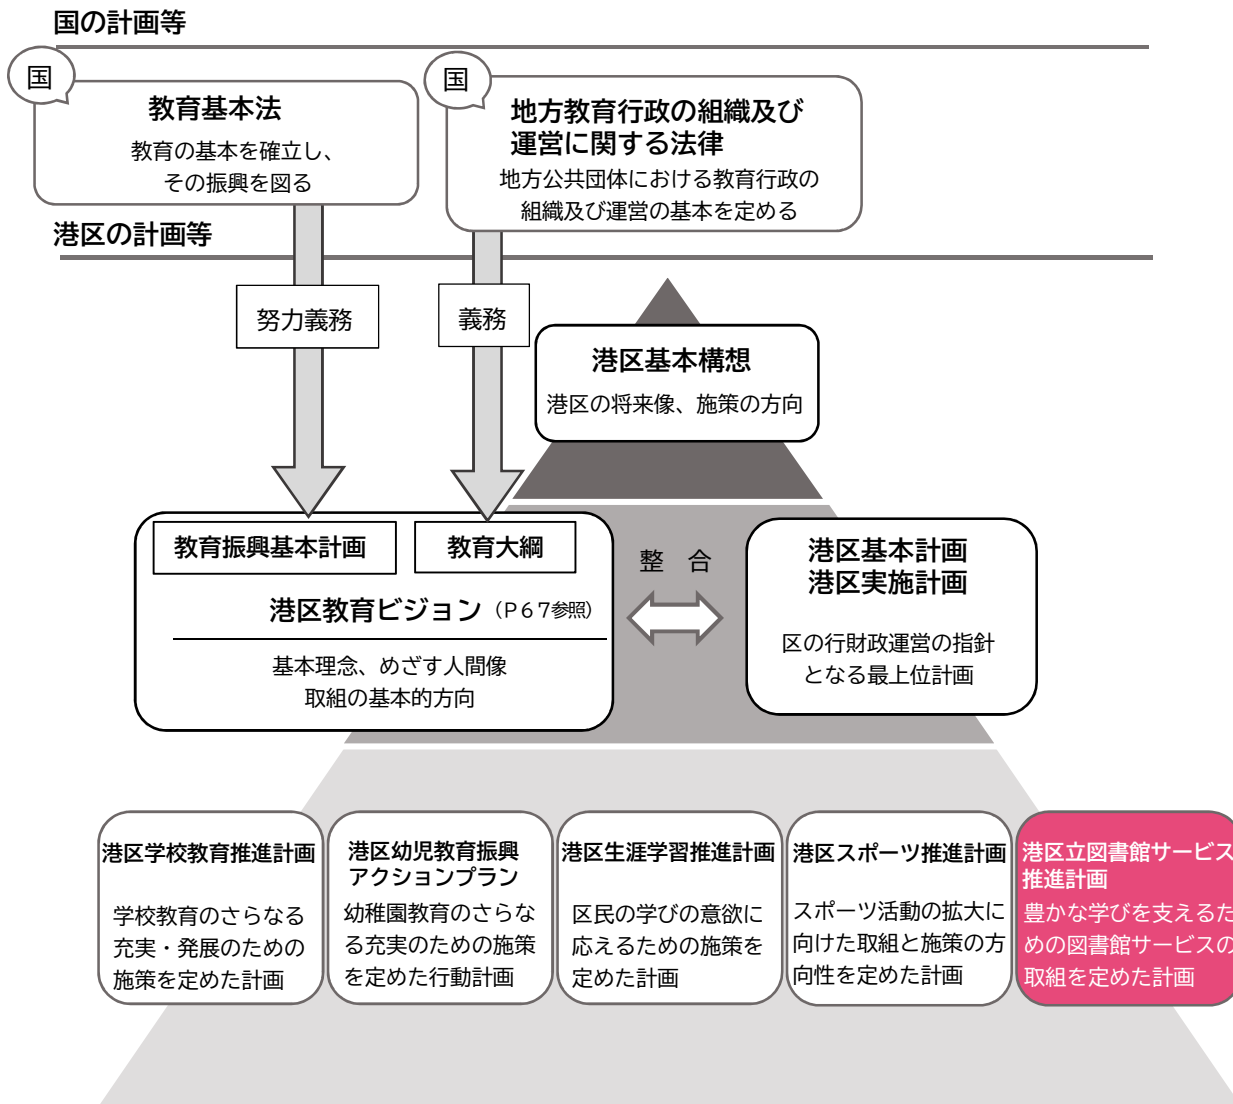 国の計画等
国
教育基本法
教育の基本を確立し、
その振興を図る
国
地方教育行政の組織及び
運営に関する法律
地方公共団体における教育行政の
組織及び運営の基本を定める
港区の計画等
努力義務
義務
港区基本構想
港区の将来像、施策の方向
教育振興基本計画
教育大綱
港区教育ビジョン（P６７参照）
基本理念、めざす人間像
取組の基本的方向
整　合
港区基本計画
港区実施計画
区の行財政運営の指針
となる最上位計画
港区学校教育推進計画
学校教育のさらなる
充実・発展のための
施策を定めた計画
港区幼児教育振興
アクションプラン
幼稚園教育のさらな
る充実のための施策
を定めた行動計画
港区生涯学習推進計画
区民の学びの意欲に
応えるための施策を
定めた計画
港区スポーツ推進計画
スポーツ活動の拡大に
向けた取組と施策の方
向性を定めた計画
港区立図書館サービス
推進計画
豊かな学びを支えるた
めの図書館サービスの
取組を定めた計画